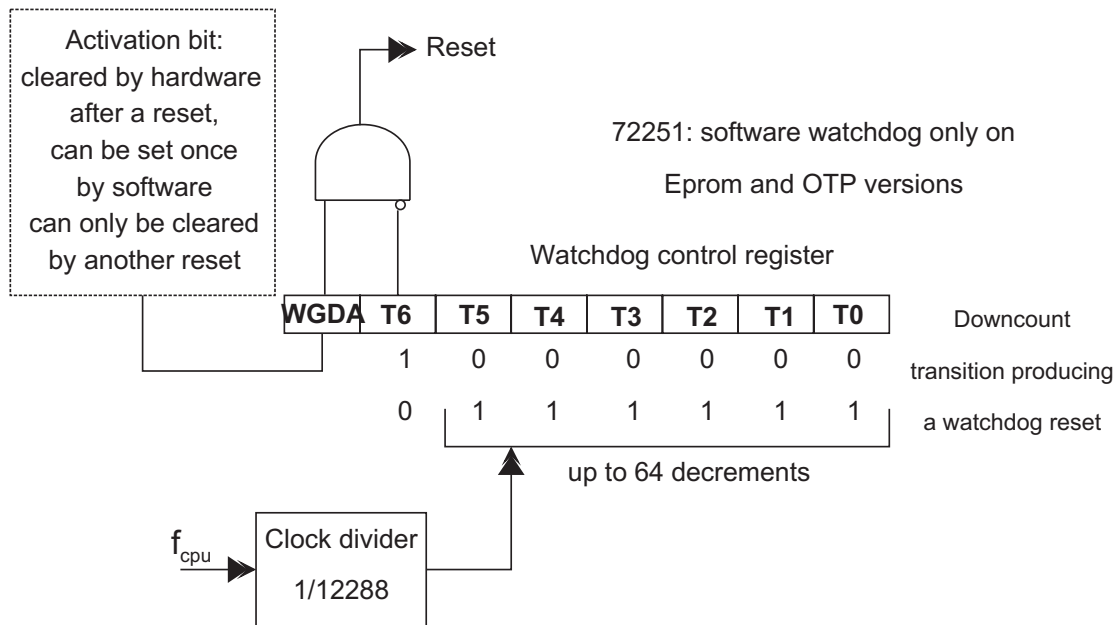 Activation bit:
cleared by hardware
after a reset,
can be set once
by software
can only be cleared
by another reset
Reset
72251: software watchdog only on
Eprom and OTP versions
Watchdog control register
WGDA T6 T5 T4 T3 T2 T1 T0
1 0 0 0 0 0 0
0 1 1 1 1 1 1
Downcount
transition producing
a watchdog reset
up to 64 decrements
fcpu
Clock divider
1/12288